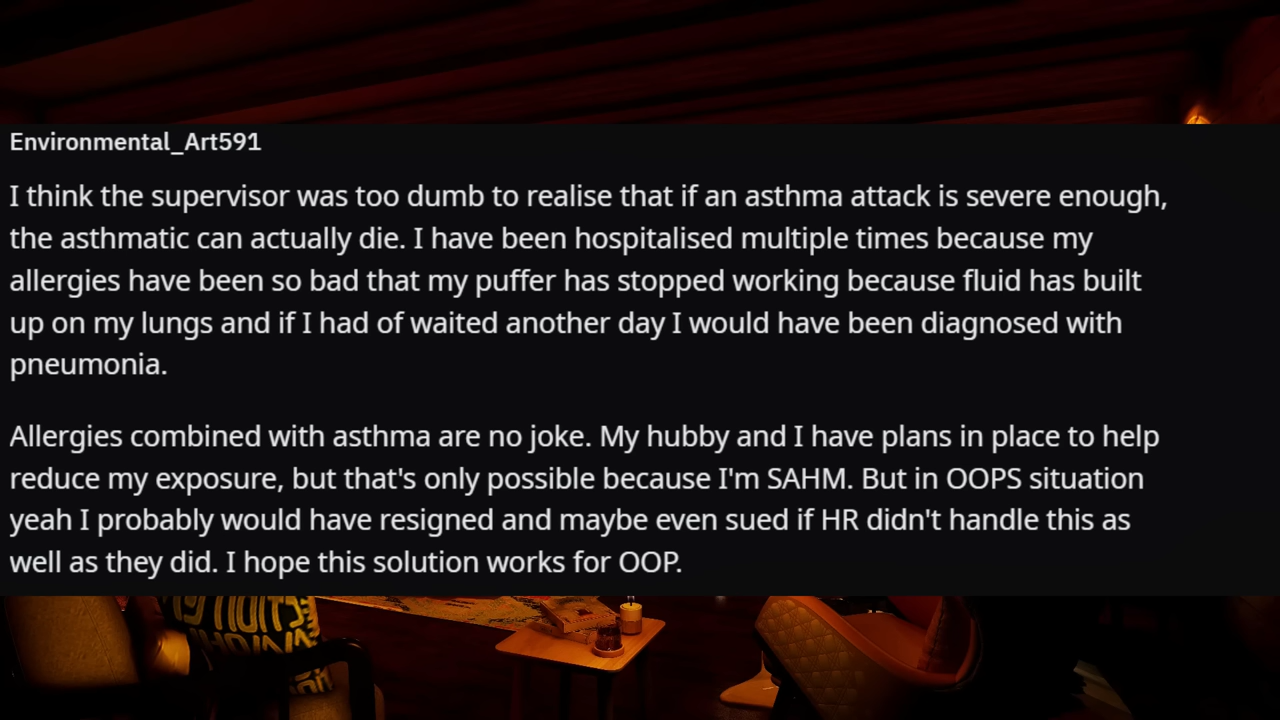 Environmental_Art591
I think the supervisor was too dumb to realise that if an asthma attack is severe enough,
the asthmatic can actually die. I have been hospitalised multiple times because my
allergies have been so bad that my puffer has stopped working because fluid has built
up on my lungs and if I had of waited another day I would have been diagnosed with
pneumonia.
Allergies combined with asthma are no joke. My hubby and I have plans in place to help
reduce my exposure, but that's only possible because I'm SAHM. But in OOPS situation
yeah I probably would have resigned and maybe even sued if HR didn't handle this as
well as they did. I hope this solution works for OOP.